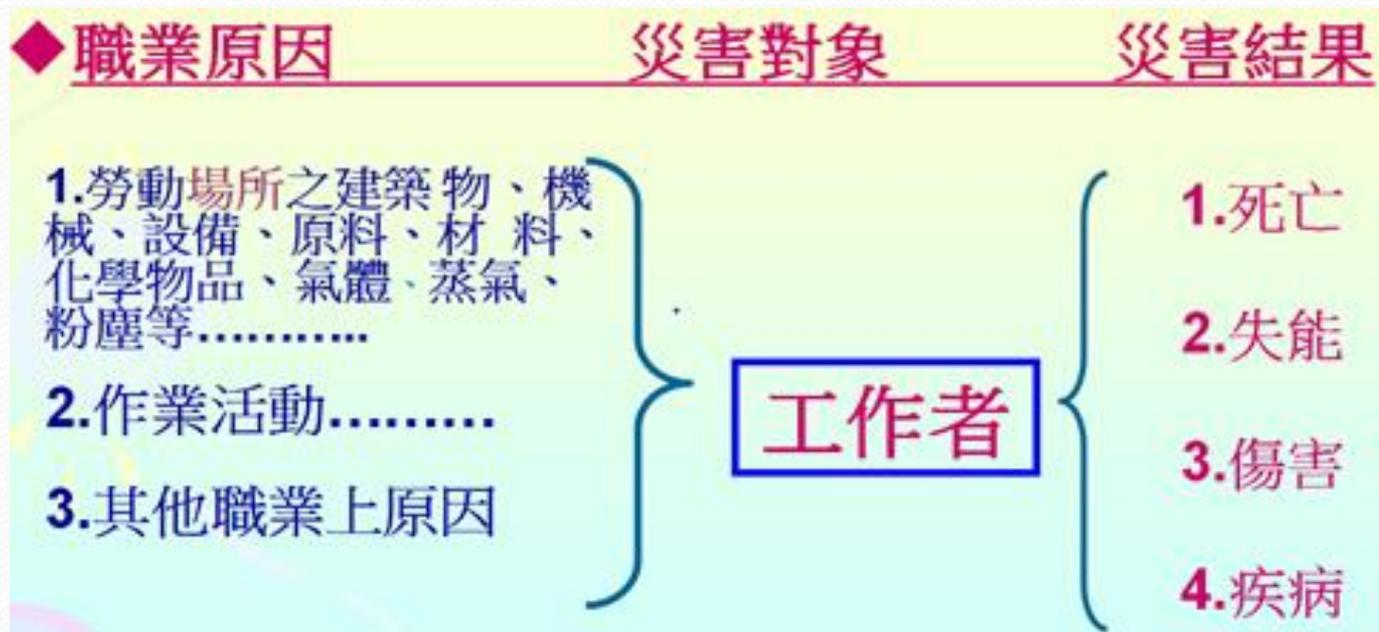 ◆職業原因 災害對象 災害結果
1.勞動場所之建築物、機
械、設備、原料、材 料、
化學物品、氣體、蒸氣、
粉塵等………..
2.作業活動………
3.其他職業上原因
工作者
1.死亡
2.失能
3.傷害
4.疾病